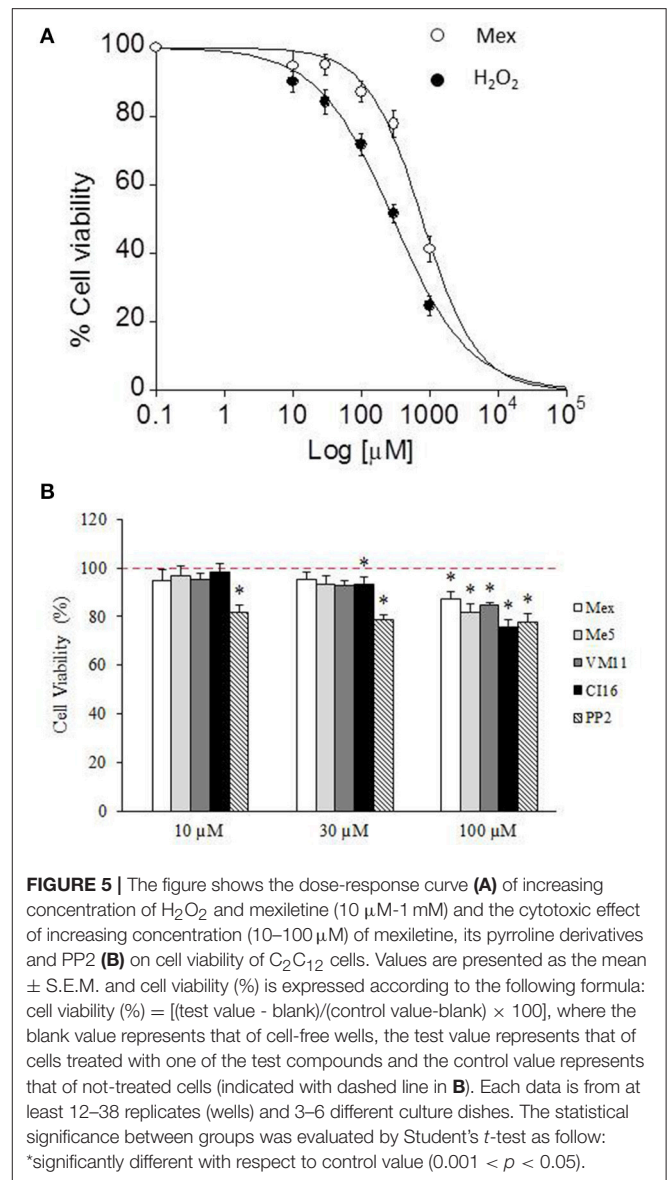 A
% Cell viability
100
80
60
40
20
0
Mex
H₂O₂
0.1 1 10 100 1000 10⁴ 10⁵
Log [µM]
B
Cell Viability (%)
120
100
80
60
40
20
0
* * * * * * * *
Mex
Me5
VM11
CI16
PP2
10 µM 30 µM 100 µM
FIGURE 5 | The figure shows the dose-response curve (A) of increasing
concentration of H₂O₂ and mexiletine (10 µM-1 mM) and the cytotoxic effect
of increasing concentration (10–100 µM) of mexiletine, its pyrroline derivatives
and PP2 (B) on cell viability of C₂C₁₂ cells. Values are presented as the mean
± S.E.M. and cell viability (%) is expressed according to the following formula:
cell viability (%) = [(test value - blank)/(control value-blank) × 100], where the
blank value represents that of cell-free wells, the test value represents that of
cells treated with one of the test compounds and the control value represents
that of not-treated cells (indicated with dashed line in B). Each data is from at
least 12–38 replicates (wells) and 3–6 different culture dishes. The statistical
significance between groups was evaluated by Student's t-test as follow:
*significantly different with respect to control value (0.001 < p < 0.05).